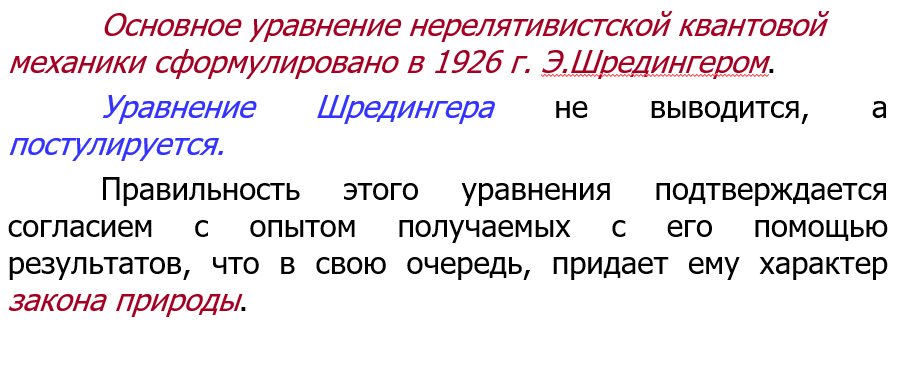 Основное уравнение нерелятивистской квантовой
механики сформулировано в 1926 г. Э.Шредингером.
Уравнение Шредингера не выводится, а
постулируется.
Правильность этого уравнения подтверждается
согласием с опытом получаемых с его помощью
результатов, что в свою очередь, придает ему характер
закона природы.